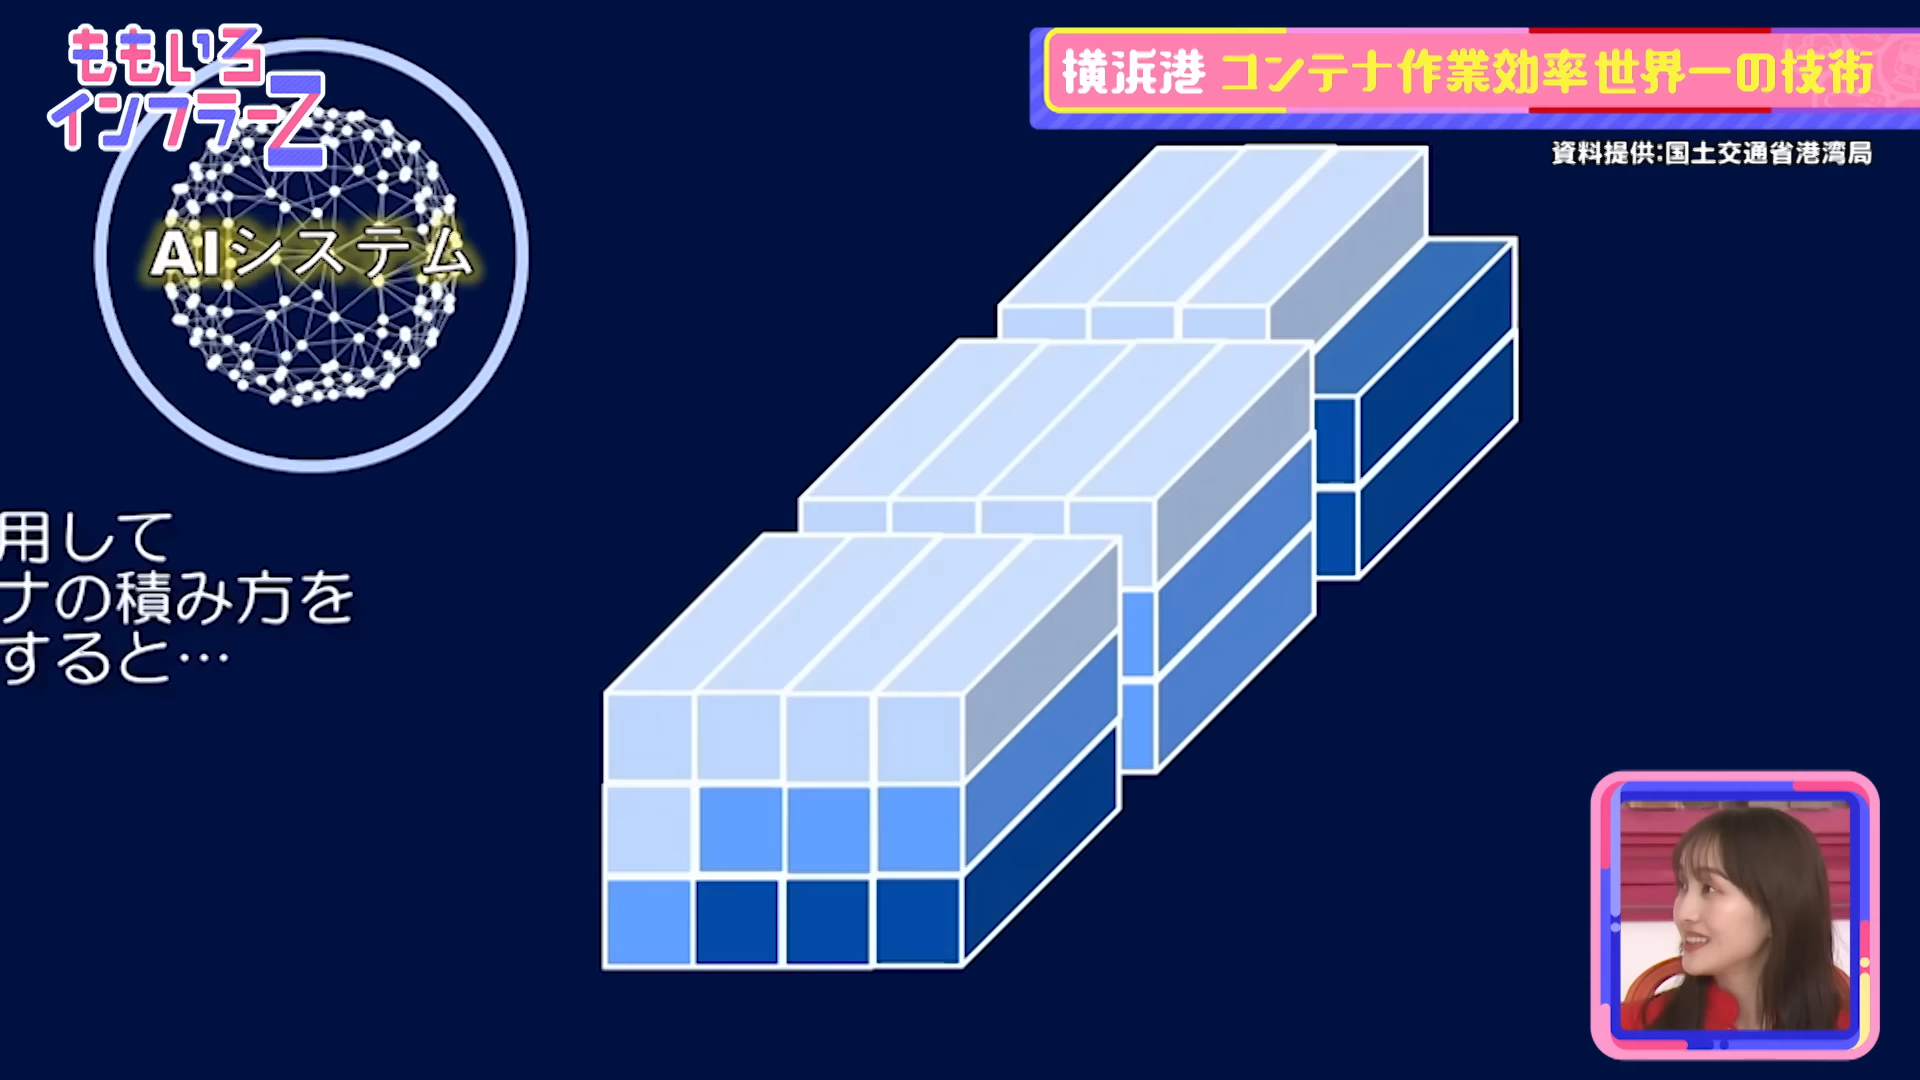 ももいろ
インフラーZ
横浜港 コンテナ作業効率世界一の技術
資料提供:国土交通省港湾局
AIシステム
用して
ナの積み方を
すると…